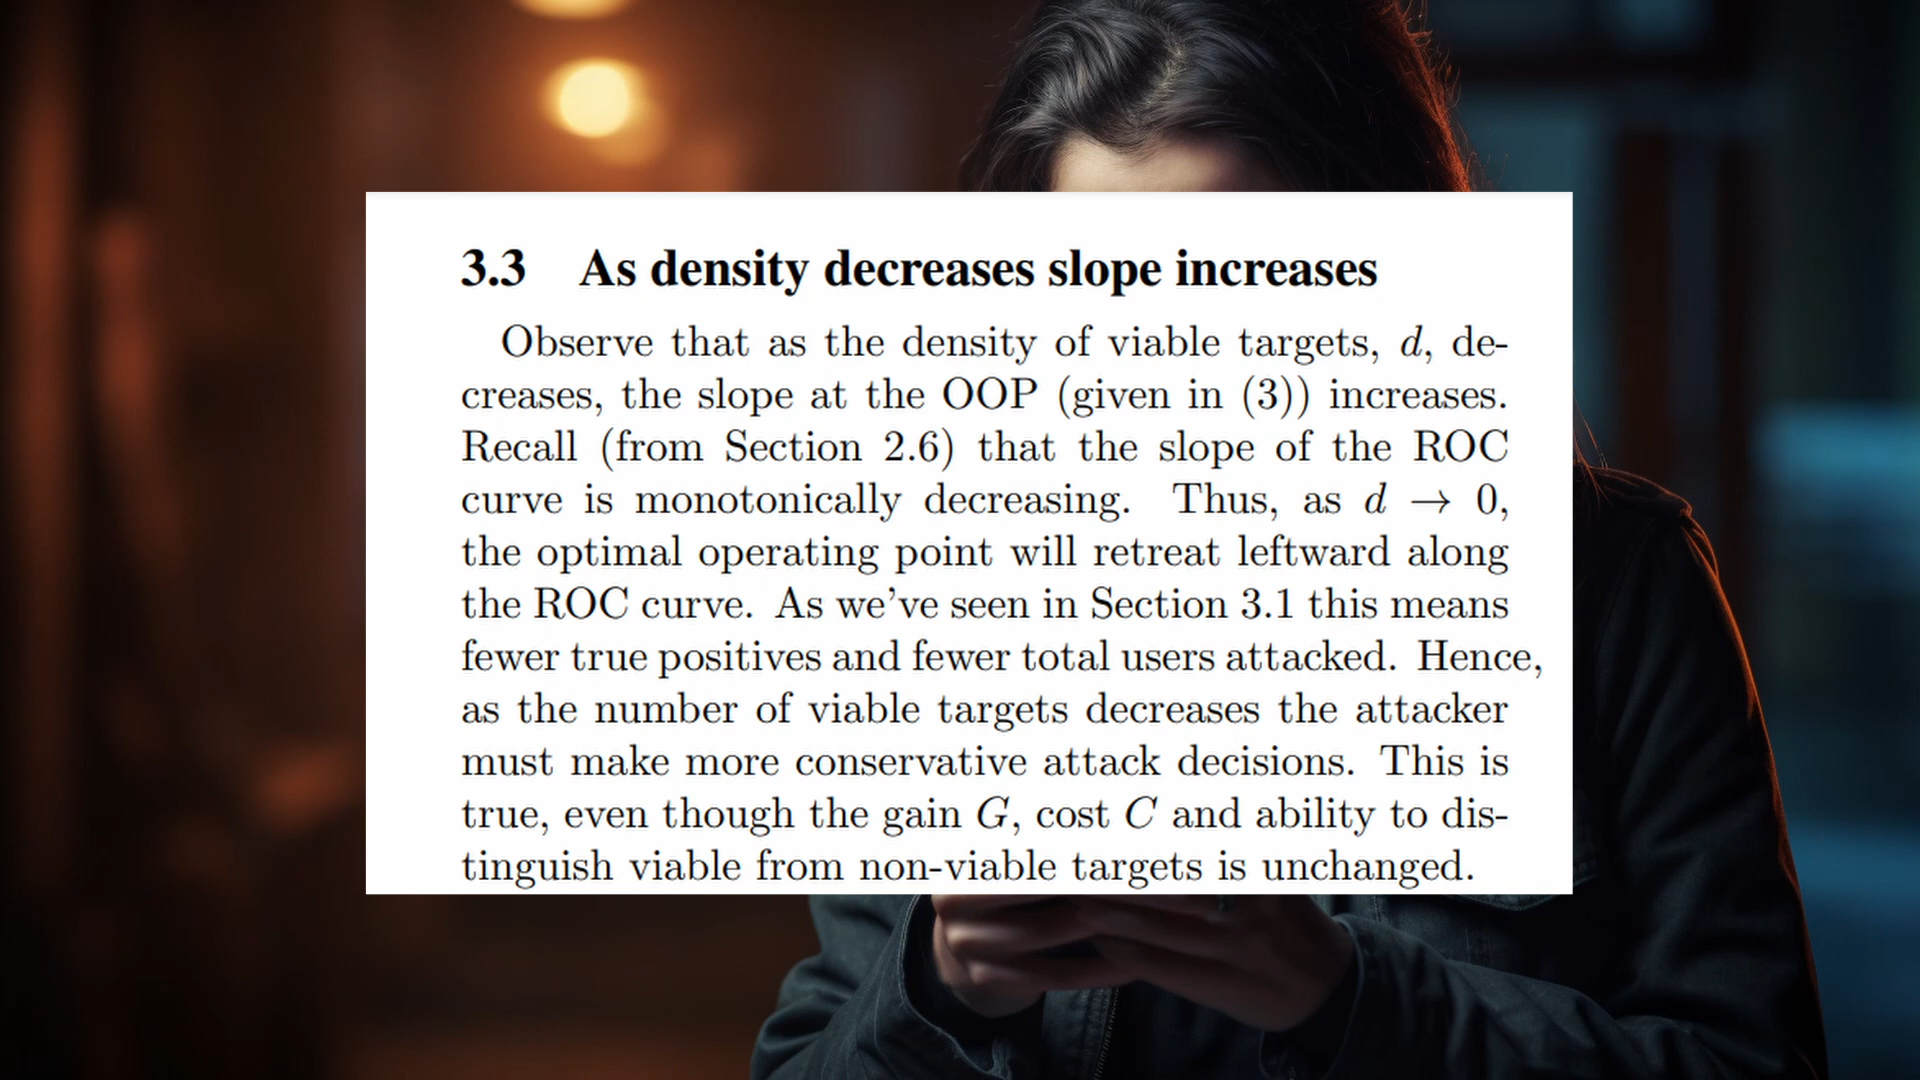 3.3 As density decreases slope increases
Observe that as the density of viable targets, d, de-
creases, the slope at the OOP (given in (3)) increases.
Recall (from Section 2.6) that the slope of the ROC
curve is monotonically decreasing. Thus, as d → 0,
the optimal operating point will retreat leftward along
the ROC curve. As we've seen in Section 3.1 this means
fewer true positives and fewer total users attacked. Hence,
as the number of viable targets decreases the attacker
must make more conservative attack decisions. This is
true, even though the gain G, cost C and ability to dis-
tinguish viable from non-viable targets is unchanged.